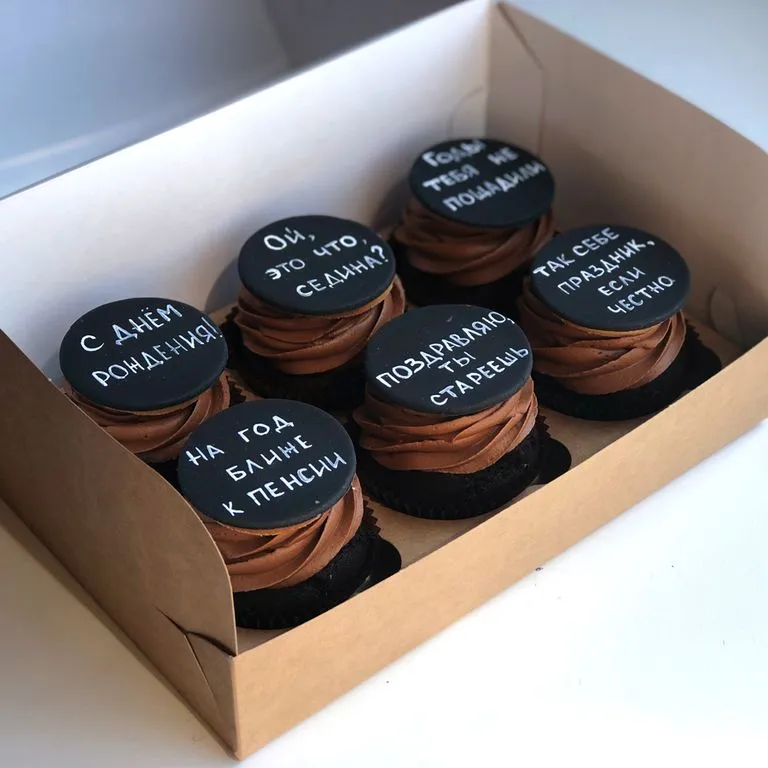 Годы
тебя не
пощадили
Ой,
это что,
седина?
Так себе
праздник,
если
честно
С днём
рождения!
Поздравляю,
ты
стареешь
На год
ближе
к пенсии